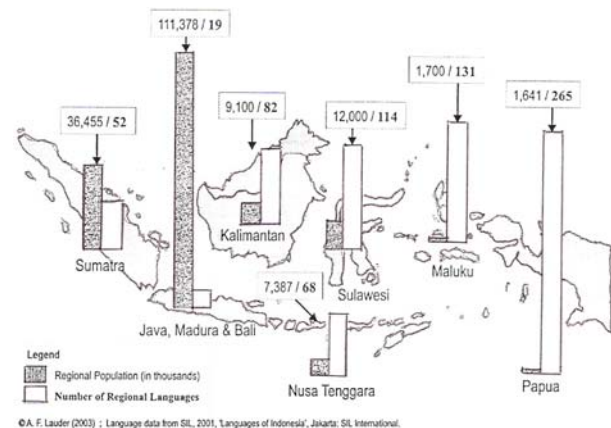 111,378 / 19
1,700 / 131
1,641 / 265
9,100 / 82
12,000 / 114
36,455 / 52
Kalimantan
Sumatra
Maluku
Sulawesi
7,387 / 68
Java, Madura & Bali
Legend
Regional Population (in thousands)
Number of Regional Languages
Nusa Tenggara
Papua
© A. F. Lauder (2003) ; Language data from SIL, 2001, 'Languages of Indonesia', Jakarta: SIL International.